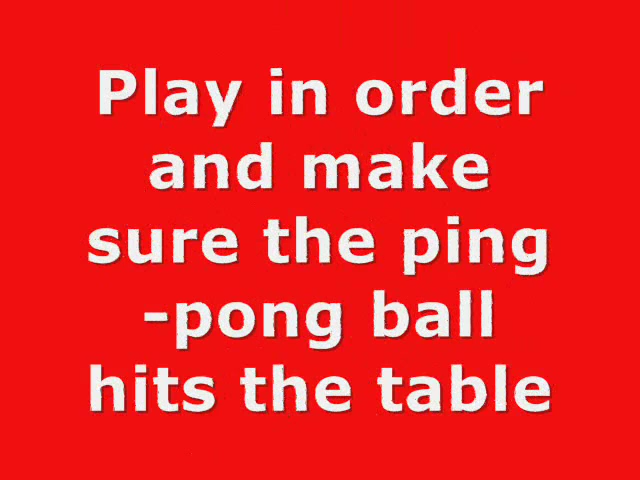 Play in order
and make
sure the ping
-pong ball
hits the table